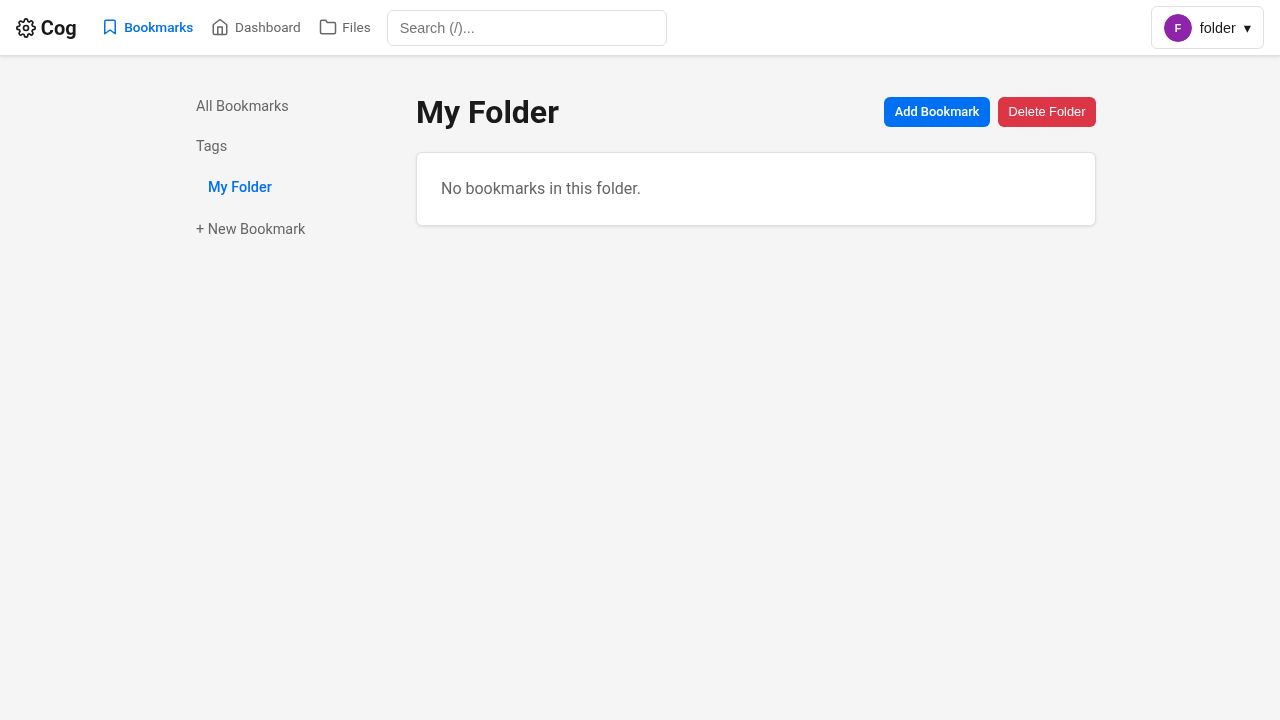 Cog
Bookmarks
Dashboard
Files
Search (/)...
F
folder ▾
All Bookmarks
Tags
My Folder
+ New Bookmark
My Folder
Add Bookmark
Delete Folder
No bookmarks in this folder.